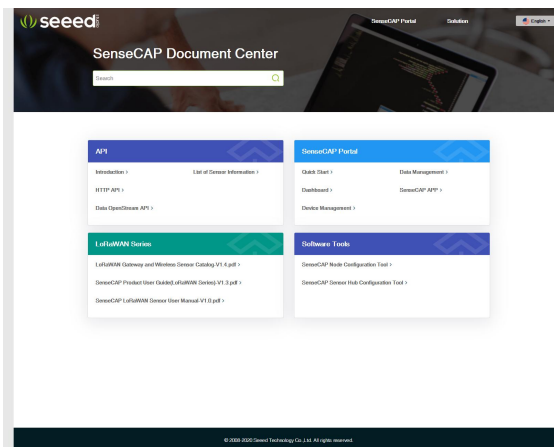 seeed
SenseCAP Portal
Solution
English
SenseCAP Document Center
Search
API
Introduction >
List of Sensor Information >
HTTP API >
Data OpenStream API >
SenseCAP Portal
Quick Start >
Data Management >
Dashboard >
SenseCAP APP >
Device Management >
LoRaWAN Series
LoRaWAN Gateway and Wireless Sensor Catalog-V1.4.pdf >
SenseCAP Product User Guide(LoRaWAN Series)-V1.3.pdf >
SenseCAP LoRaWAN Sensor User Manual-V1.0.pdf >
Software Tools
SenseCAP Node Configuration Tool >
SenseCAP Sensor Hub Configuration Tool >
© 2008-2020 Seeed Technology Co.,Ltd. All rights reserved.